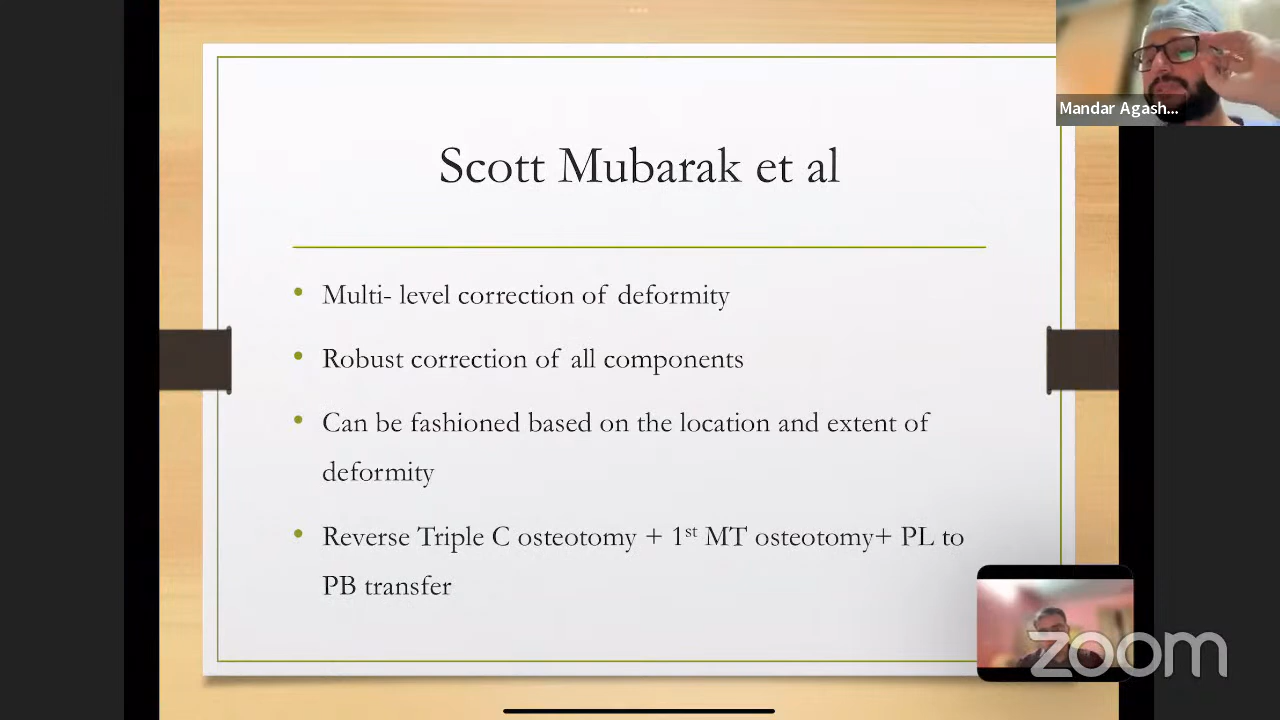 Mandar Agash...
Scott Mubarak et al
• Multi- level correction of deformity
• Robust correction of all components
• Can be fashioned based on the location and extent of
deformity
• Reverse Triple C osteotomy + 1st MT osteotomy+ PL to
PB transfer
zoom